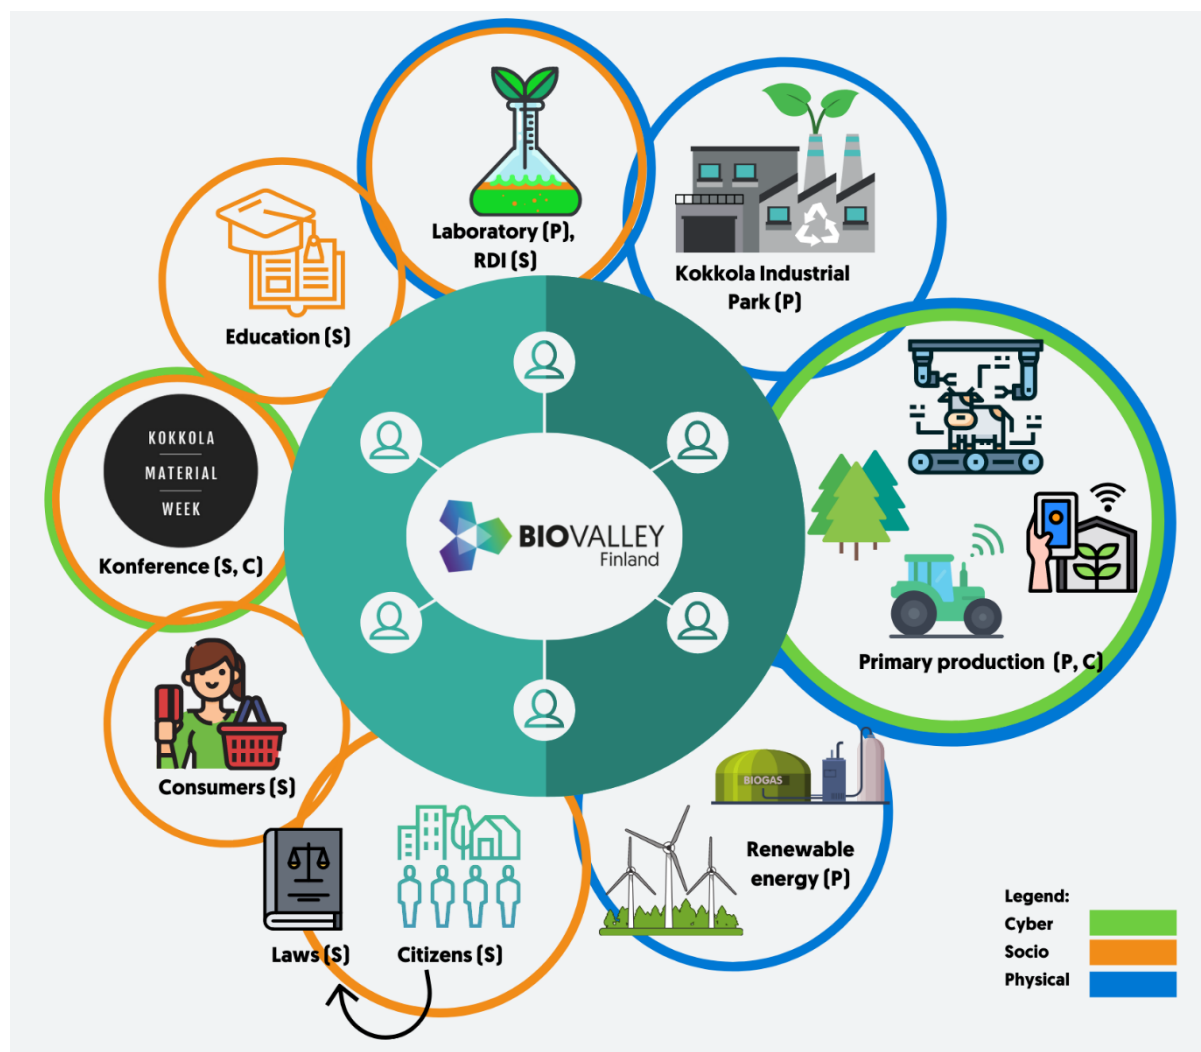 Laboratory (P),
RDI (S)
Kokkola Industrial
Park (P)
Education (S)
KOKKOLA
MATERIAL
WEEK
Konference (S, C)
BIOVALLEY
Finland
Primary production (P, C)
Consumers (S)
BIOGAS
Renewable
energy (P)
Laws (S)
Citizens (S)
Legend:
Cyber
Socio
Physical